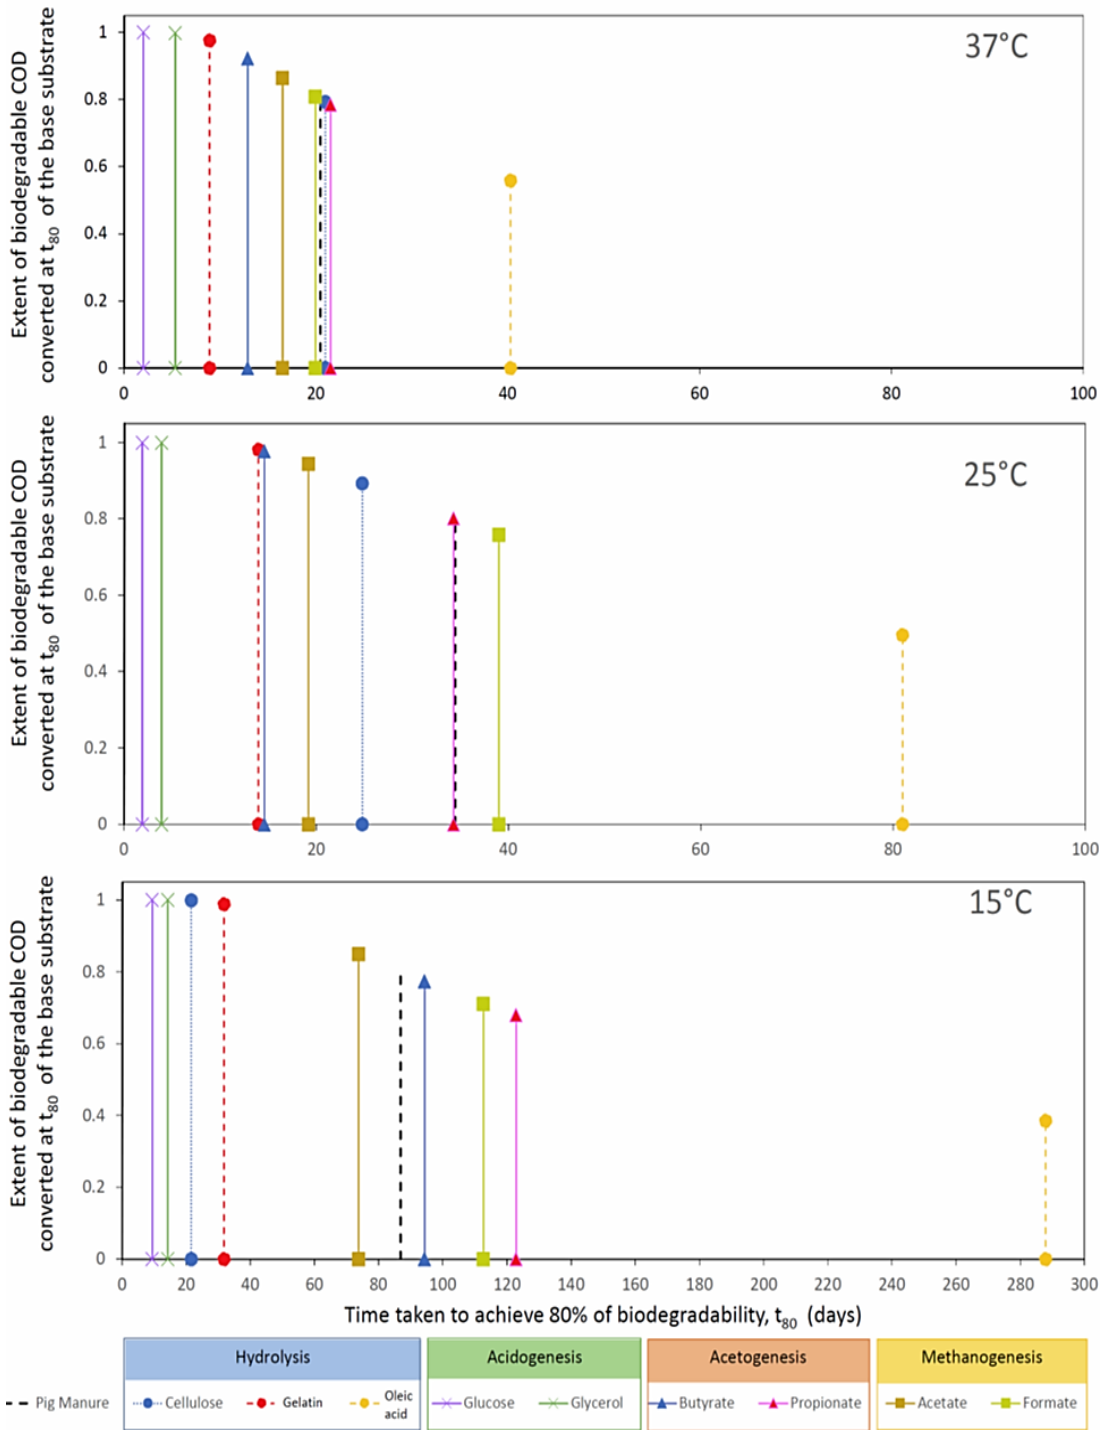 Extent of biodegradable COD
converted at t80 of the base substrate
37°C
1
0.8
0.6
0.4
0.2
0
0 20 40 60 80 100
Extent of biodegradable COD
converted at t80 of the base substrate
25°C
1
0.8
0.6
0.4
0.2
0
0 20 40 60 80 100
Extent of biodegradable COD
converted at t80 of the base substrate
15°C
1
0.8
0.6
0.4
0.2
0
0 20 40 60 80 100 120 140 160 180 200 220 240 260 280 300
Time taken to achieve 80% of biodegradability, t80 (days)
Hydrolysis Acidogenesis Acetogenesis Methanogenesis
Pig Manure Cellulose Gelatin Oleic acid Glucose Glycerol Butyrate Propionate Acetate Formate